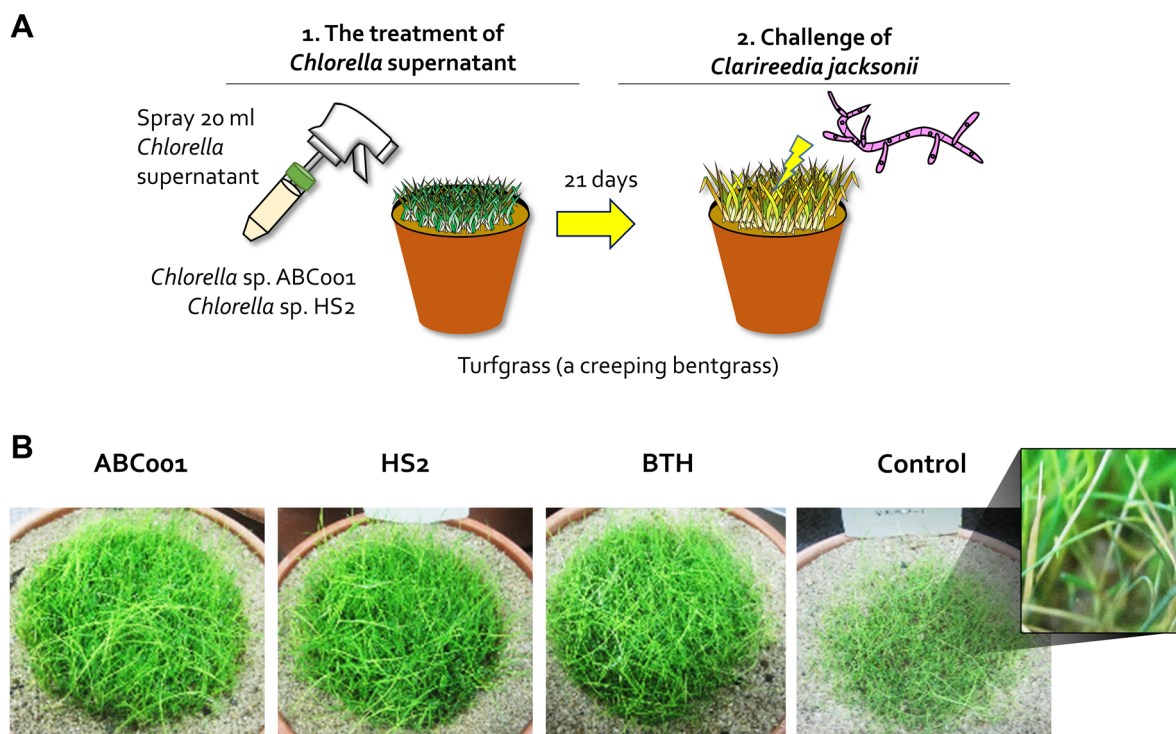 A
1. The treatment of
Chlorella supernatant
2. Challenge of
Clarireedia jacksonii
Spray 20 ml
Chlorella
supernatant
21 days
Chlorella sp. ABC001
Chlorella sp. HS2
Turfgrass (a creeping bentgrass)
B
ABC001
HS2
BTH
Control